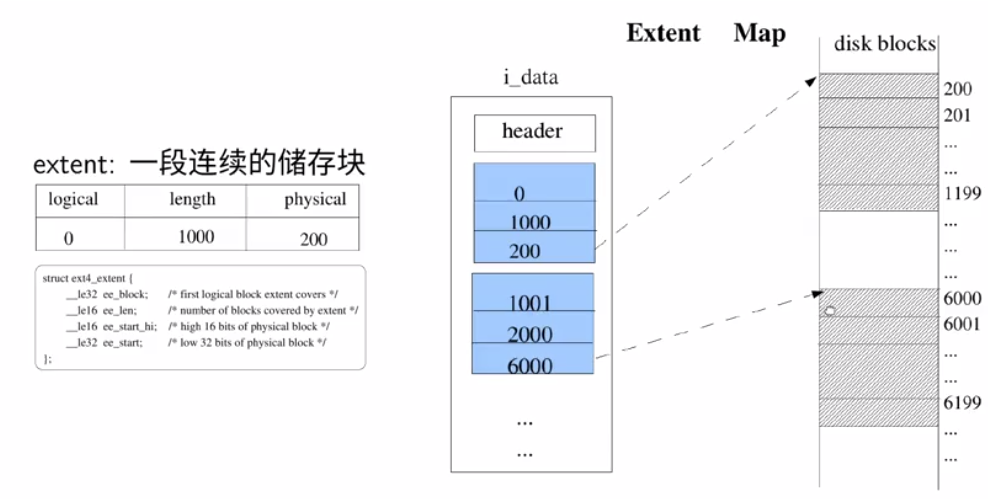 Extent Map
disk blocks
i_data
header
0
1000
200
1001
2000
6000
...
...
extent: 一段连续的储存块
logical length physical
0 1000 200
struct ext4_extent {
__le32 ee_block; /* first logical block extent covers */
__le16 ee_len; /* number of blocks covered by extent */
__le16 ee_start_hi; /* high 16 bits of physical block */
__le32 ee_start; /* low 32 bits of physical block */
};
200
201
...
...
1199
...
...
...
6000
6001
...
...
6199
...
...